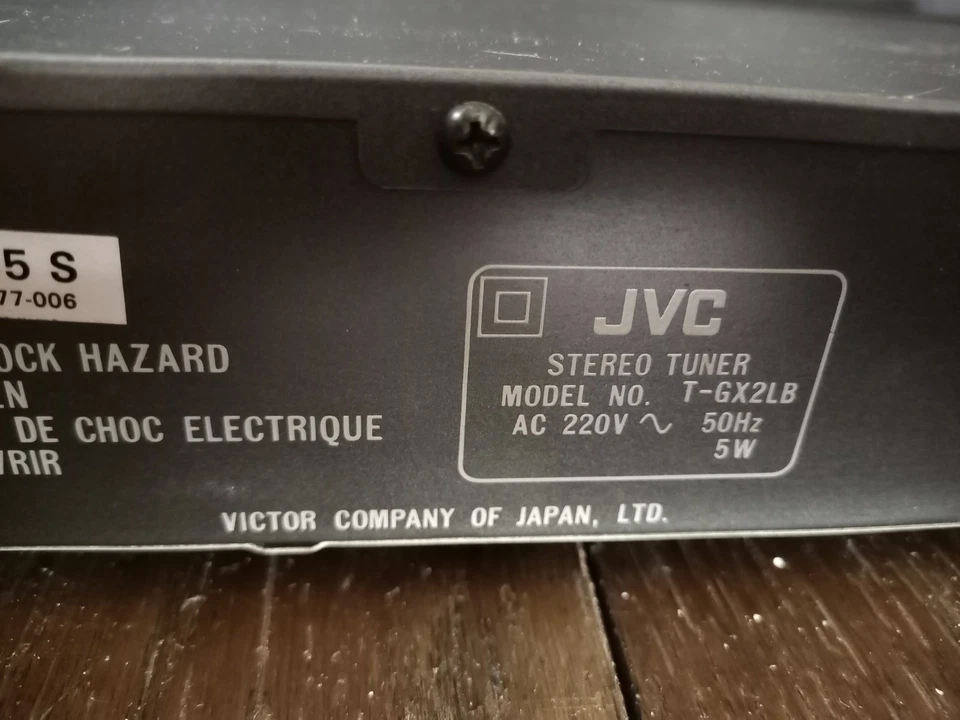 5 S
77-006
OCK HAZARD
EN
DE CHOC ELECTRIQUE
VRIR
JVC
STEREO TUNER
MODEL NO. T-GX2LB
AC 220V ∿ 50Hz
5W
VICTOR COMPANY OF JAPAN, LTD.